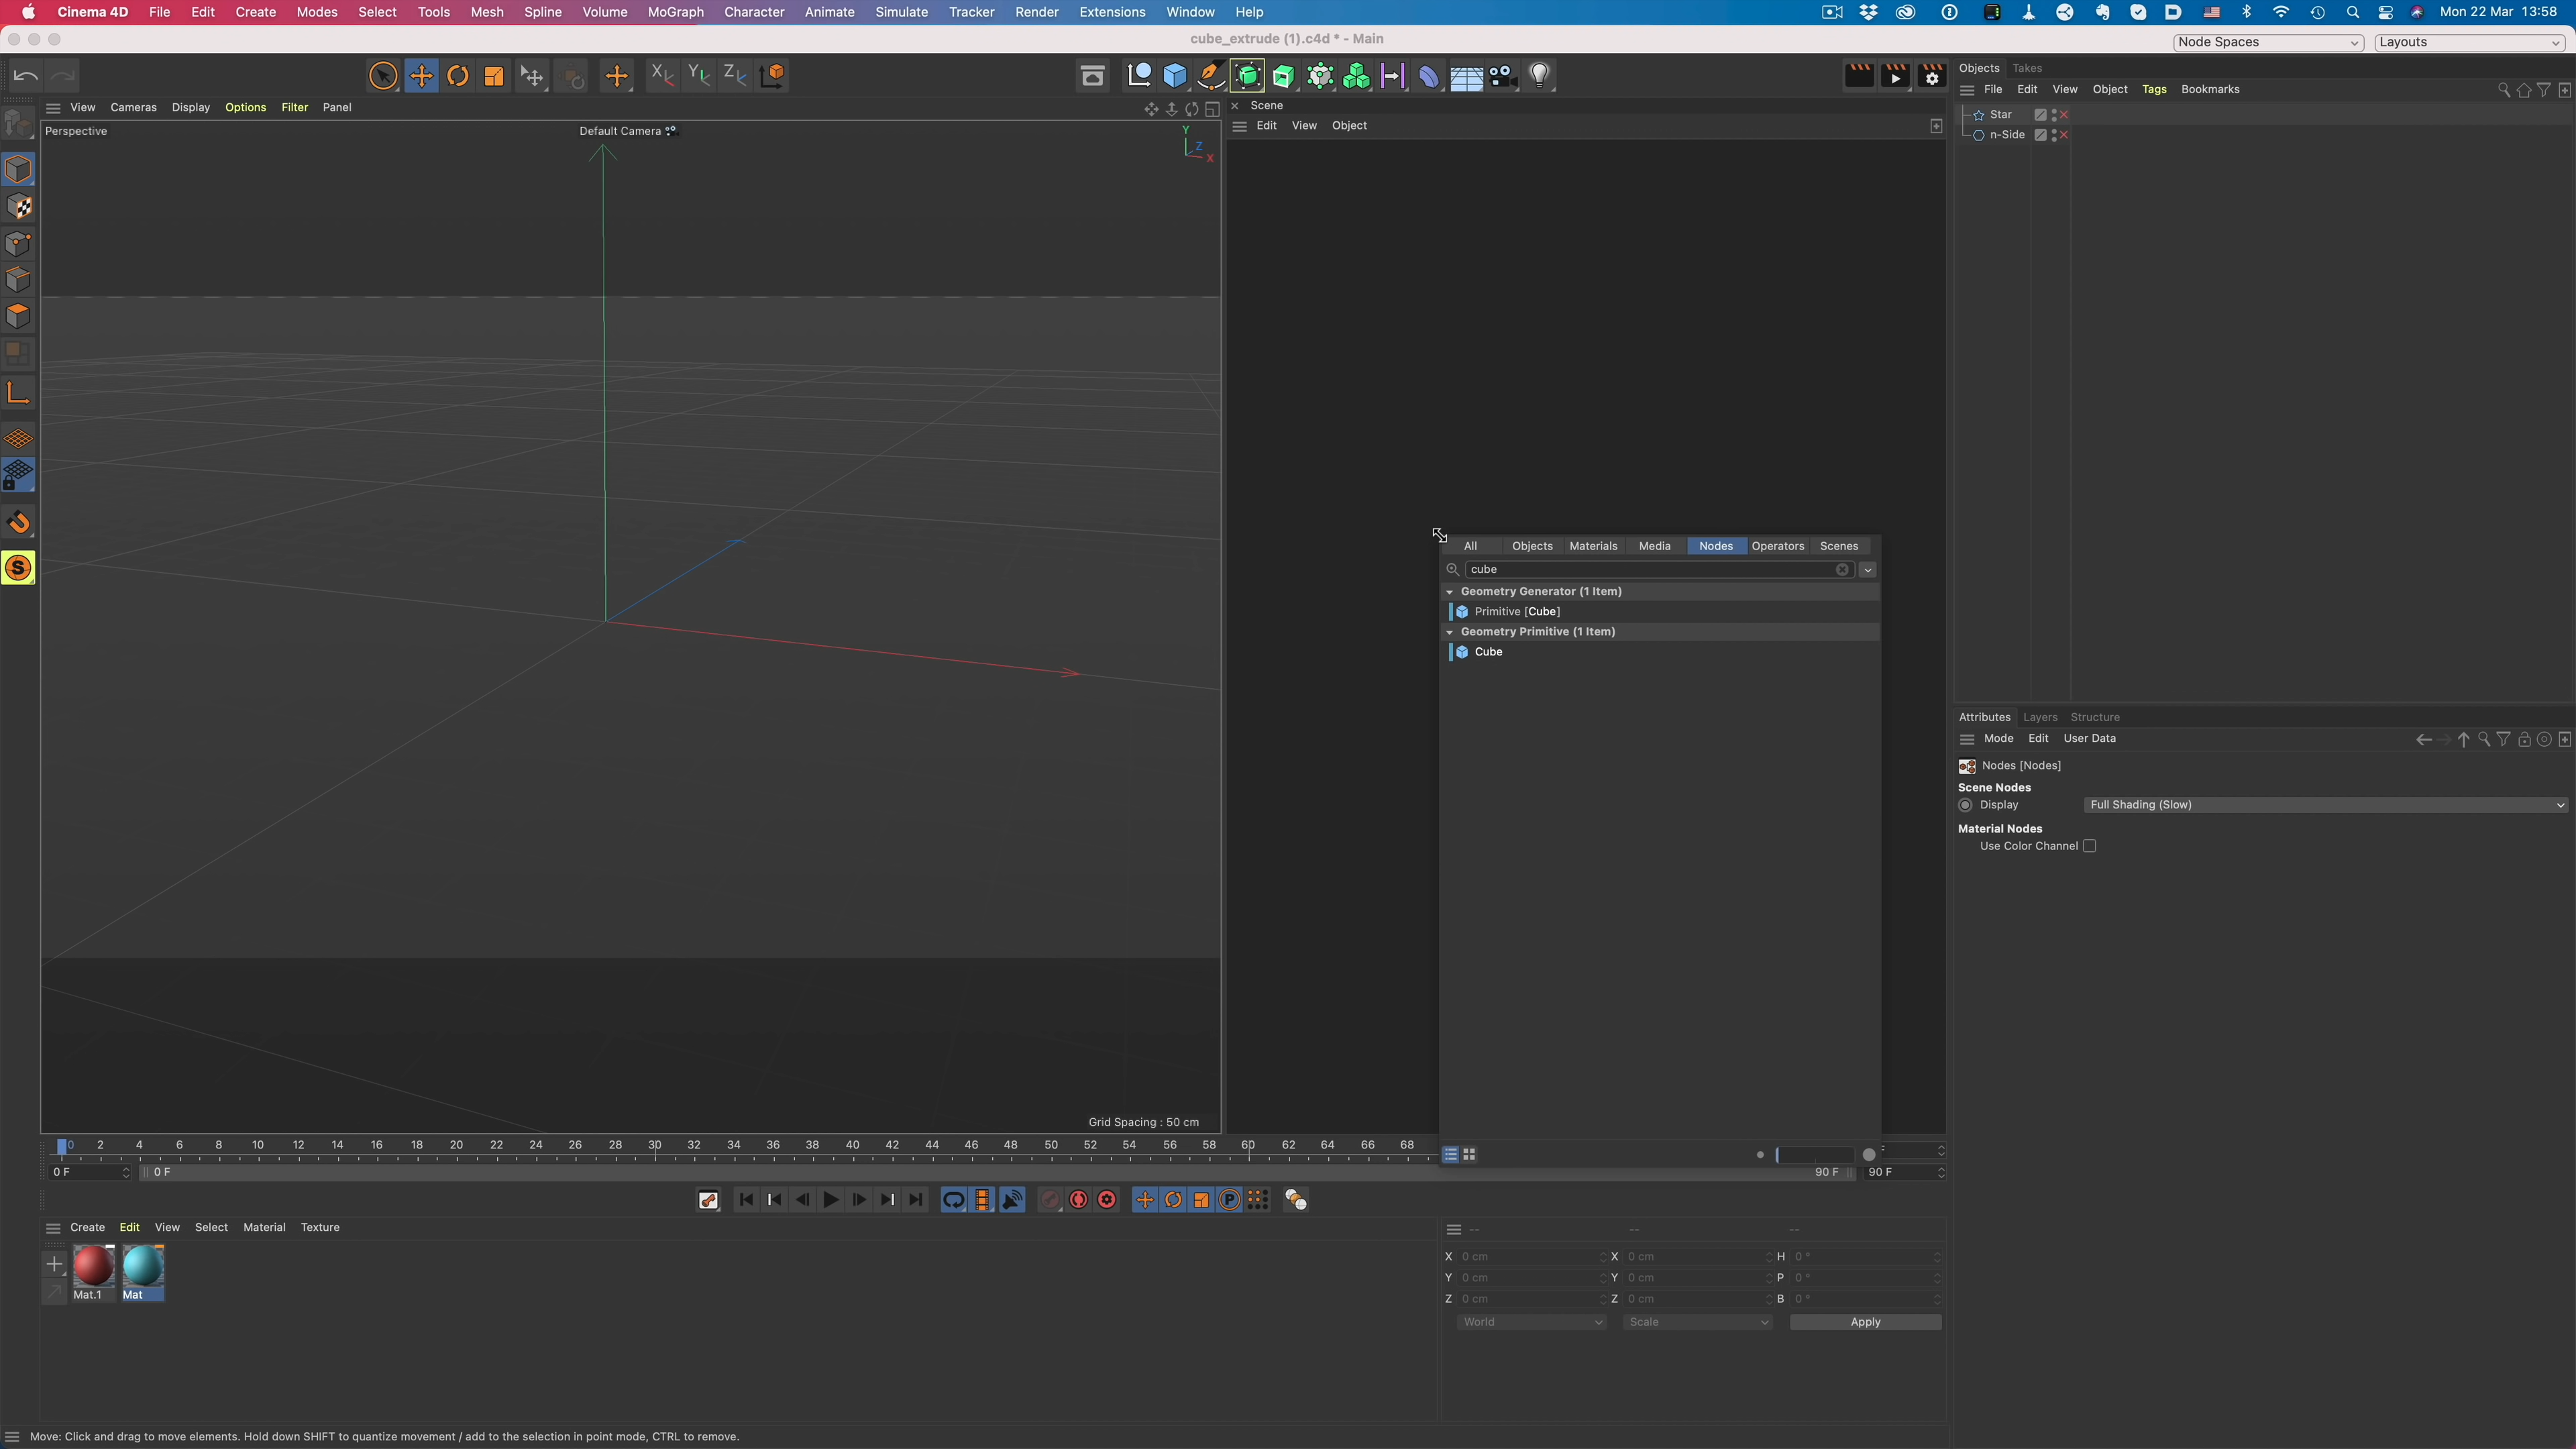 Cinema 4D File Edit Create Modes Select Tools Mesh Spline Volume MoGraph Character Animate Simulate Tracker Render Extensions Window Help Mon 22 Mar 13:58
cube_extrude (1).c4d * - Main
Node Spaces Layouts
X Y Z
Objects Takes
File Edit View Object Tags Bookmarks
Star
n-Side
View Cameras Display Options Filter Panel
Perspective
Default Camera
Y
Z
X
Grid Spacing : 50 cm
Scene
Edit View Object
All Objects Materials Media Nodes Operators Scenes
cube
Geometry Generator (1 Item)
Primitive [Cube]
Geometry Primitive (1 Item)
Cube
Attributes Layers Structure
Mode Edit User Data
Nodes [Nodes]
Scene Nodes
Display Full Shading (Slow)
Material Nodes
Use Color Channel
0 2 4 6 8 10 12 14 16 18 20 22 24 26 28 30 32 34 36 38 40 42 44 46 48 50 52 54 56 58 60 62 64 66 68
0 F 0 F 90 F 90 F
Create Edit View Select Material Texture
Mat.1 Mat
-- -- --
X 0 cm X 0 cm H 0 °
Y 0 cm Y 0 cm P 0 °
Z 0 cm Z 0 cm B 0 °
World Scale Apply
Move: Click and drag to move elements. Hold down SHIFT to quantize movement / add to the selection in point mode, CTRL to remove.